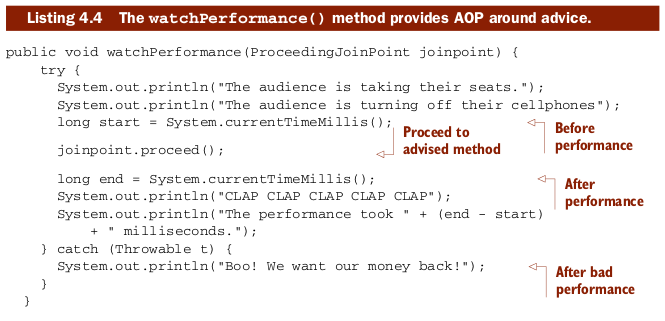 Listing 4.4 The watchPerformance() method provides AOP around advice.
public void watchPerformance(ProceedingJoinPoint joinpoint) {
try {
System.out.println("The audience is taking their seats.");
System.out.println("The audience is turning off their cellphones");
long start = System.currentTimeMillis();
Before
performance
Proceed to
advised method
joinpoint.proceed();
long end = System.currentTimeMillis();
After
performance
System.out.println("CLAP CLAP CLAP CLAP CLAP");
System.out.println("The performance took " + (end - start)
+ " milliseconds.");
} catch (Throwable t) {
System.out.println("Boo! We want our money back!");
After bad
performance
}
}